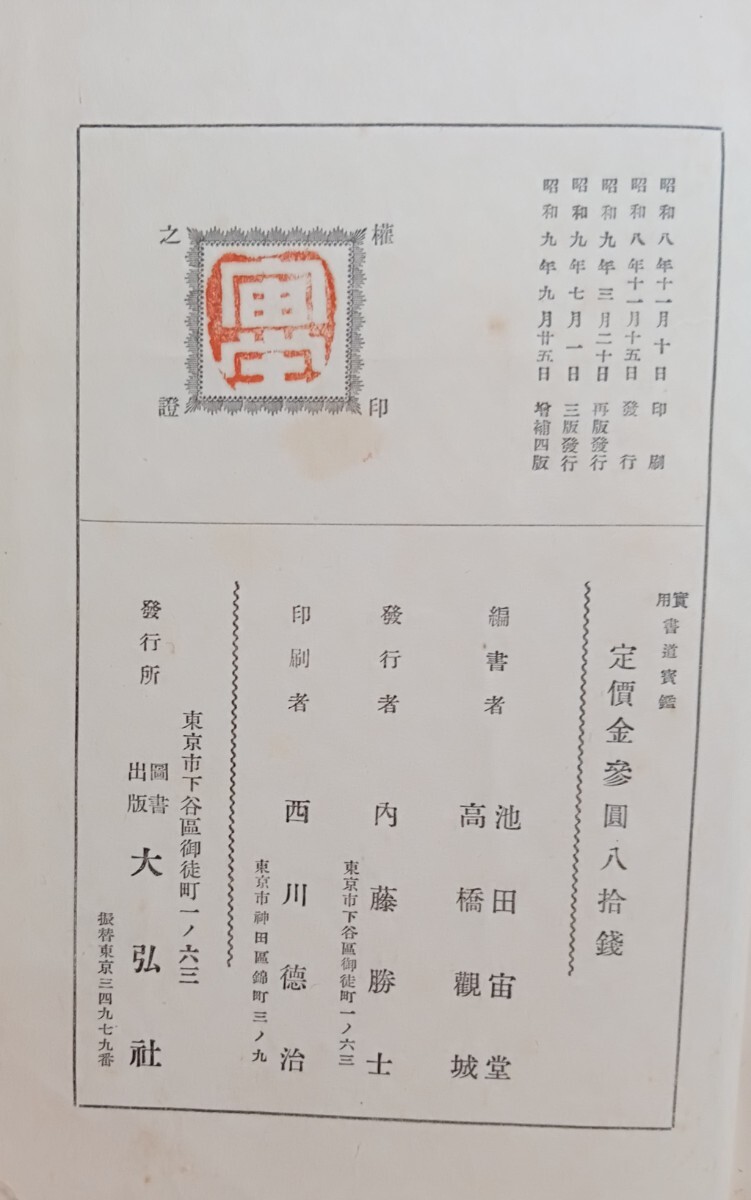 昭和八年十一月十日 印刷
昭和八年十一月十五日 發行
昭和九年三月二十日 再版發行
昭和九年七月一日 三版發行
昭和九年九月廿五日 增補四版
權印
之證
實用書道寳鑑
定價金參圓八拾錢
編書者
池田宙堂
高橋觀城
發行者
內藤勝士
東京市下谷區御徒町一ノ六三
印刷者
西川德治
東京市神田區錦町三ノ九
東京市下谷區御徒町一ノ六三
發行所
圖書出版
大弘社
振替東京三四九七九番